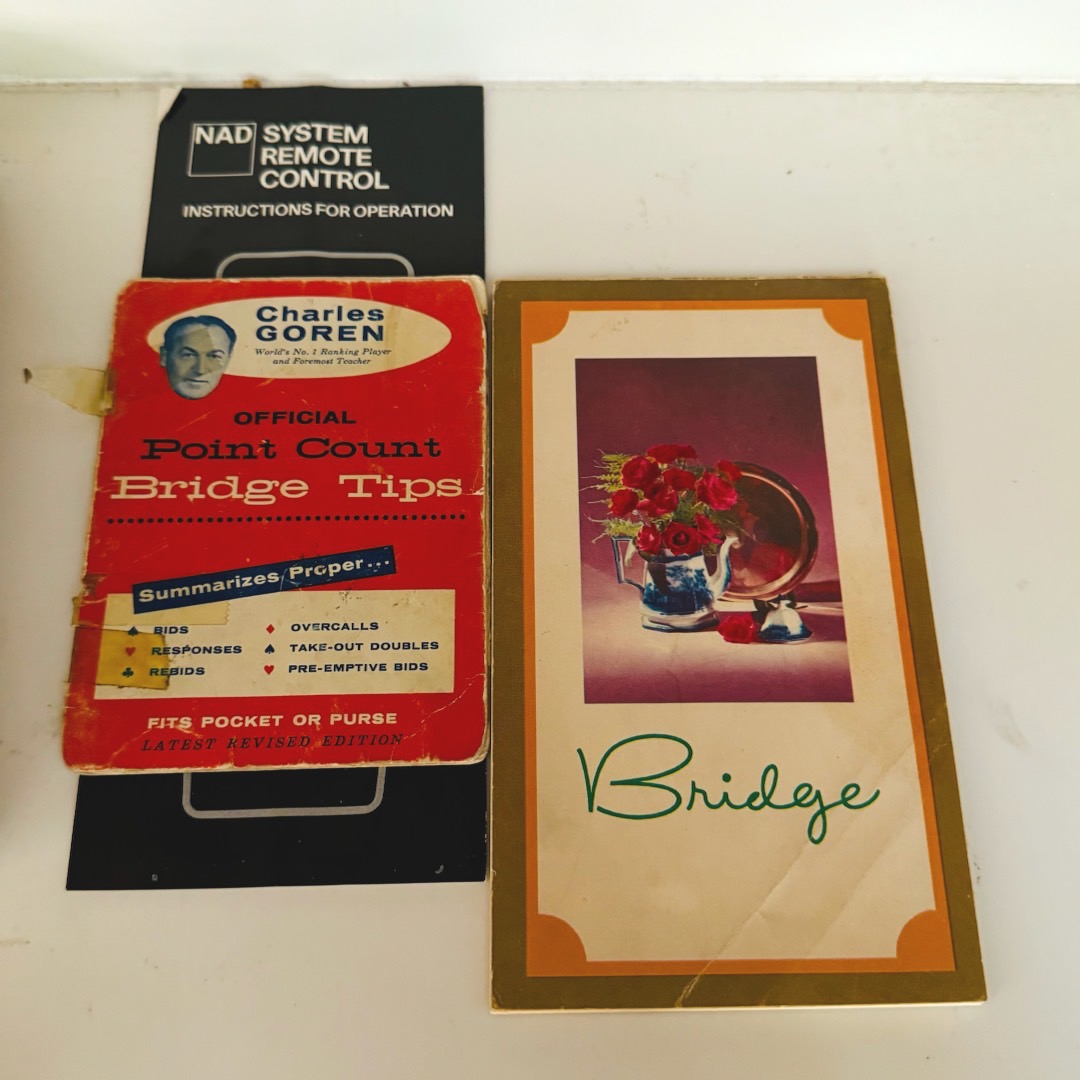 NAD SYSTEM
REMOTE
CONTROL
INSTRUCTIONS FOR OPERATION
Charles
GOREN
World's No. 1 Ranking Player
and Foremost Teacher
OFFICIAL
Point Count
Bridge Tips
Summarizes Proper...
♠ BIDS
♥ RESPONSES
♣ REBIDS
♦ OVERCALLS
♠ TAKE-OUT DOUBLES
♥ PRE-EMPTIVE BIDS
FITS POCKET OR PURSE
LATEST REVISED EDITION
Bridge